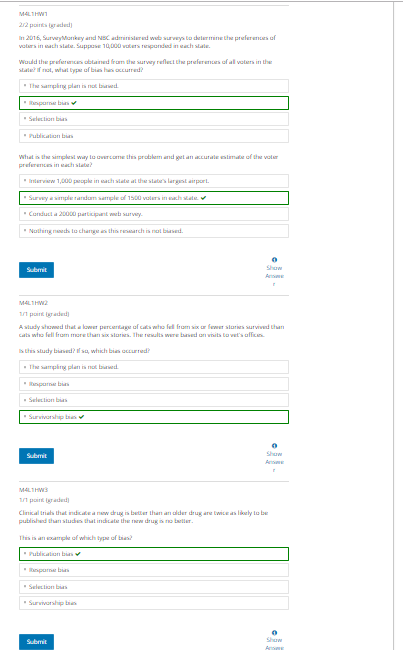 M4L1HW1
2/2 points (graded)
In 2016, SurveyMonkey and NBC administered web surveys to determine the preferences of
voters in each state. Suppose 10,000 voters responded in each state.
Would the preferences obtained from the survey reflect the preferences of all voters in the
state? If not, what type of bias has occurred?
The sampling plan is not biased.
Response bias ✔
Selection bias
Publication bias
What is the simplest way to overcome this problem and get an accurate estimate of the voter
preferences in each state?
Interview 1,000 people in each state at the state's largest airport.
Survey a simple random sample of 1500 voters in each state. ✔
Conduct a 20000 participant web survey.
Nothing needs to change as this research is not biased.
Submit
Show
Answe
r
M4L1HW2
1/1 point (graded)
A study showed that a lower percentage of cats who fell from six or fewer stories survived than
cats who fell from more than six stories. The results were based on visits to vet's offices.
Is this study biased? If so, which bias occurred?
The sampling plan is not biased.
Response bias
Selection bias
Survivorship bias ✔
Submit
Show
Answe
r
M4L1HW3
1/1 point (graded)
Clinical trials that indicate a new drug is better than an older drug are twice as likely to be
published than studies that indicate the new drug is no better.
This is an example of which type of bias?
Publication bias ✔
Response bias
Selection bias
Survivorship bias
Submit
Show
Answe